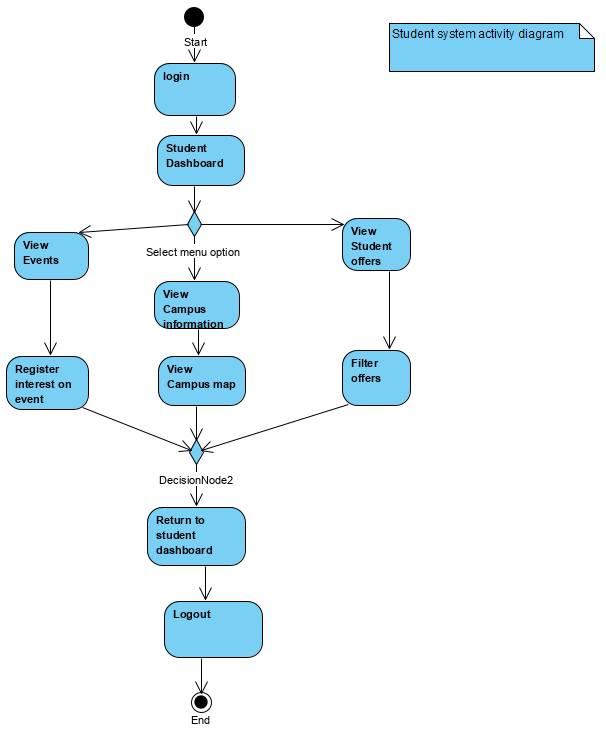 Start
Student system activity diagram
login
Student
Dashboard
View
Events
Select menu option
View
Student
offers
View
Campus
information
Register
interest on
event
View
Campus map
Filter
offers
DecisionNode2
Return to
student
dashboard
Logout
End